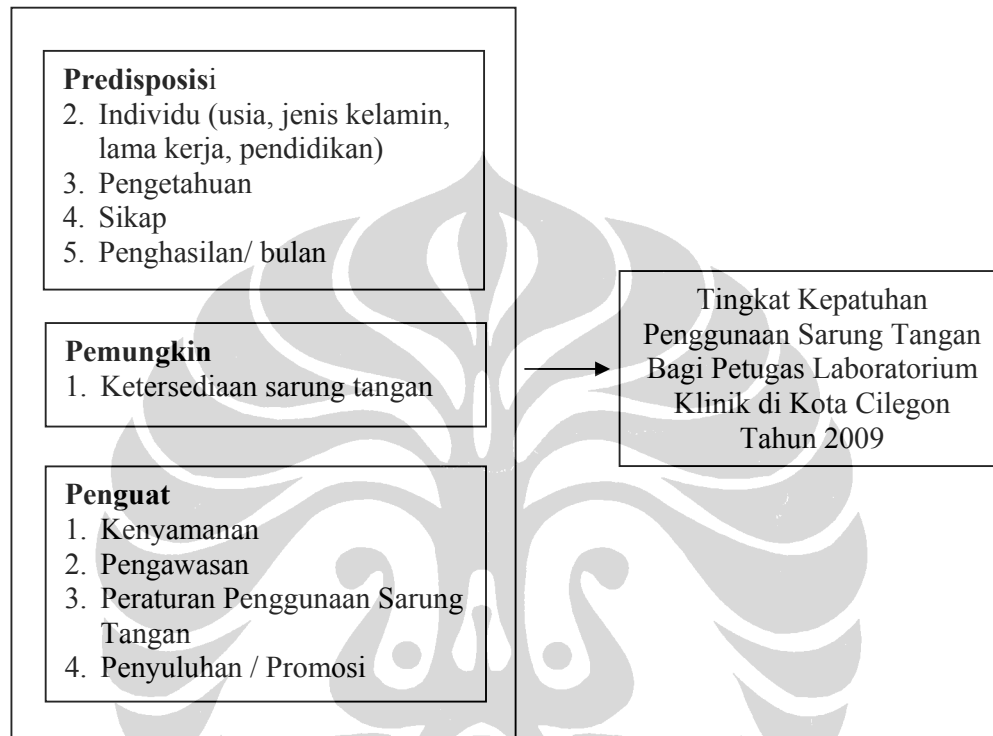 Predisposisi
2. Individu (usia, jenis kelamin,
lama kerja, pendidikan)
3. Pengetahuan
4. Sikap
5. Penghasilan/ bulan
Pemungkin
1. Ketersediaan sarung tangan
Penguat
1. Kenyamanan
2. Pengawasan
3. Peraturan Penggunaan Sarung
Tangan
4. Penyuluhan / Promosi
Tingkat Kepatuhan
Penggunaan Sarung Tangan
Bagi Petugas Laboratorium
Klinik di Kota Cilegon
Tahun 2009